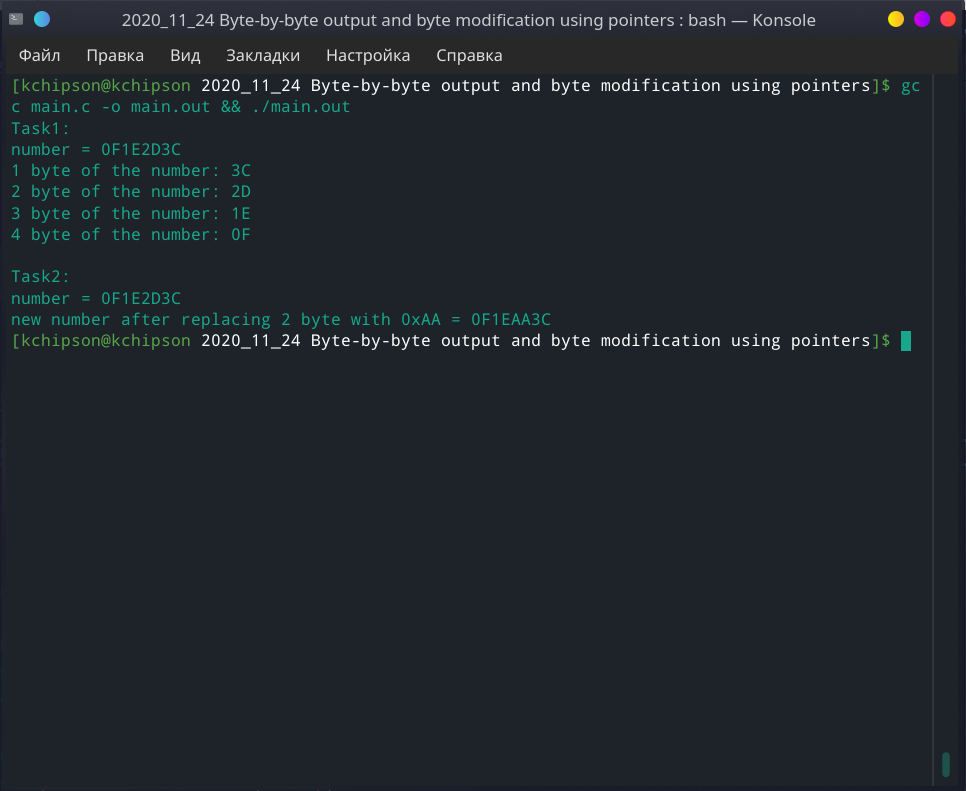 2020_11_24 Byte-by-byte output and byte modification using pointers : bash — Konsole
Файл Правка Вид Закладки Настройка Справка
[kchipson@kchipson 2020_11_24 Byte-by-byte output and byte modification using pointers]$ gc
c main.c -o main.out && ./main.out
Task1:
number = 0F1E2D3C
1 byte of the number: 3C
2 byte of the number: 2D
3 byte of the number: 1E
4 byte of the number: 0F
Task2:
number = 0F1E2D3C
new number after replacing 2 byte with 0xAA = 0F1EAA3C
[kchipson@kchipson 2020_11_24 Byte-by-byte output and byte modification using pointers]$